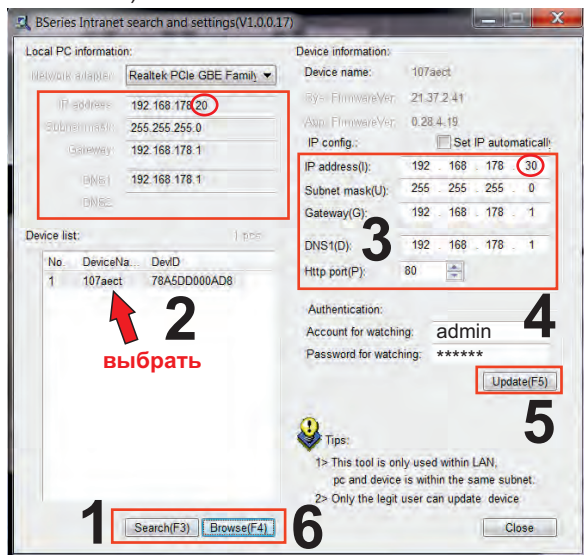 BSeries Intranet search and settings(V1.0.0.17)
Local PC information:
Network adapter: Realtek PCIe GBE Family
IP address: 192.168.178.20
Subnet mask: 255.255.255.0
Gateway: 192.168.178.1
DNS1: 192.168.178.1
DNS2:
Device list: 1 pcs
No. DeviceNa... DevID
1 107aect 78A5DD000AD8
2
выбрать
1 Search(F3) Browse(F4) 6
Device information:
Device name: 107aect
Sys. FirmwareVer: 21.37.2.41
App. FirmwareVer: 0.28.4.19
IP config.: Set IP automatically
IP address(I): 192 . 168 . 178 . 30
Subnet mask(U): 255 . 255 . 255 . 0
Gateway(G): 192 . 168 . 178 . 1
3
DNS1(D): 192 . 168 . 178 . 1
Http port(P): 80
Authentication:
4
Account for watching: admin
Password for watching: ******
Update(F5)
5
Tips:
1> This tool is only used within LAN,
pc and device is within the same subnet.
2> Only the legit user can update device
Close